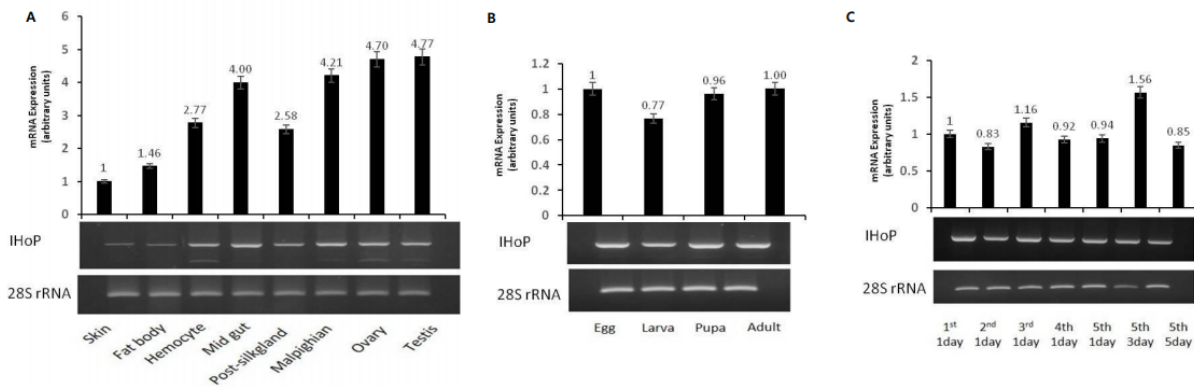 A
mRNA Expression
(arbitrary units)
6
5
4
3
2
1
0
1
1.46
2.77
4.00
2.58
4.21
4.70
4.77
IHoP
28S rRNA
Skin
Fat body
Hemocyte
Mid gut
Post-silkgland
Malpighian
Ovary
Testis
B
mRNA Expression
(arbitrary units)
1.2
1
0.8
0.6
0.4
0.2
0
1
0.77
0.96
1.00
IHoP
28S rRNA
Egg
Larva
Pupa
Adult
C
mRNA Expression
(arbitrary units)
2
1.5
1
0.5
0
1
0.83
1.16
0.92
0.94
1.56
0.85
IHoP
28S rRNA
1st 2nd 3rd 4th 5th 5th 5th
1day 1day 1day 1day 1day 3day 5day